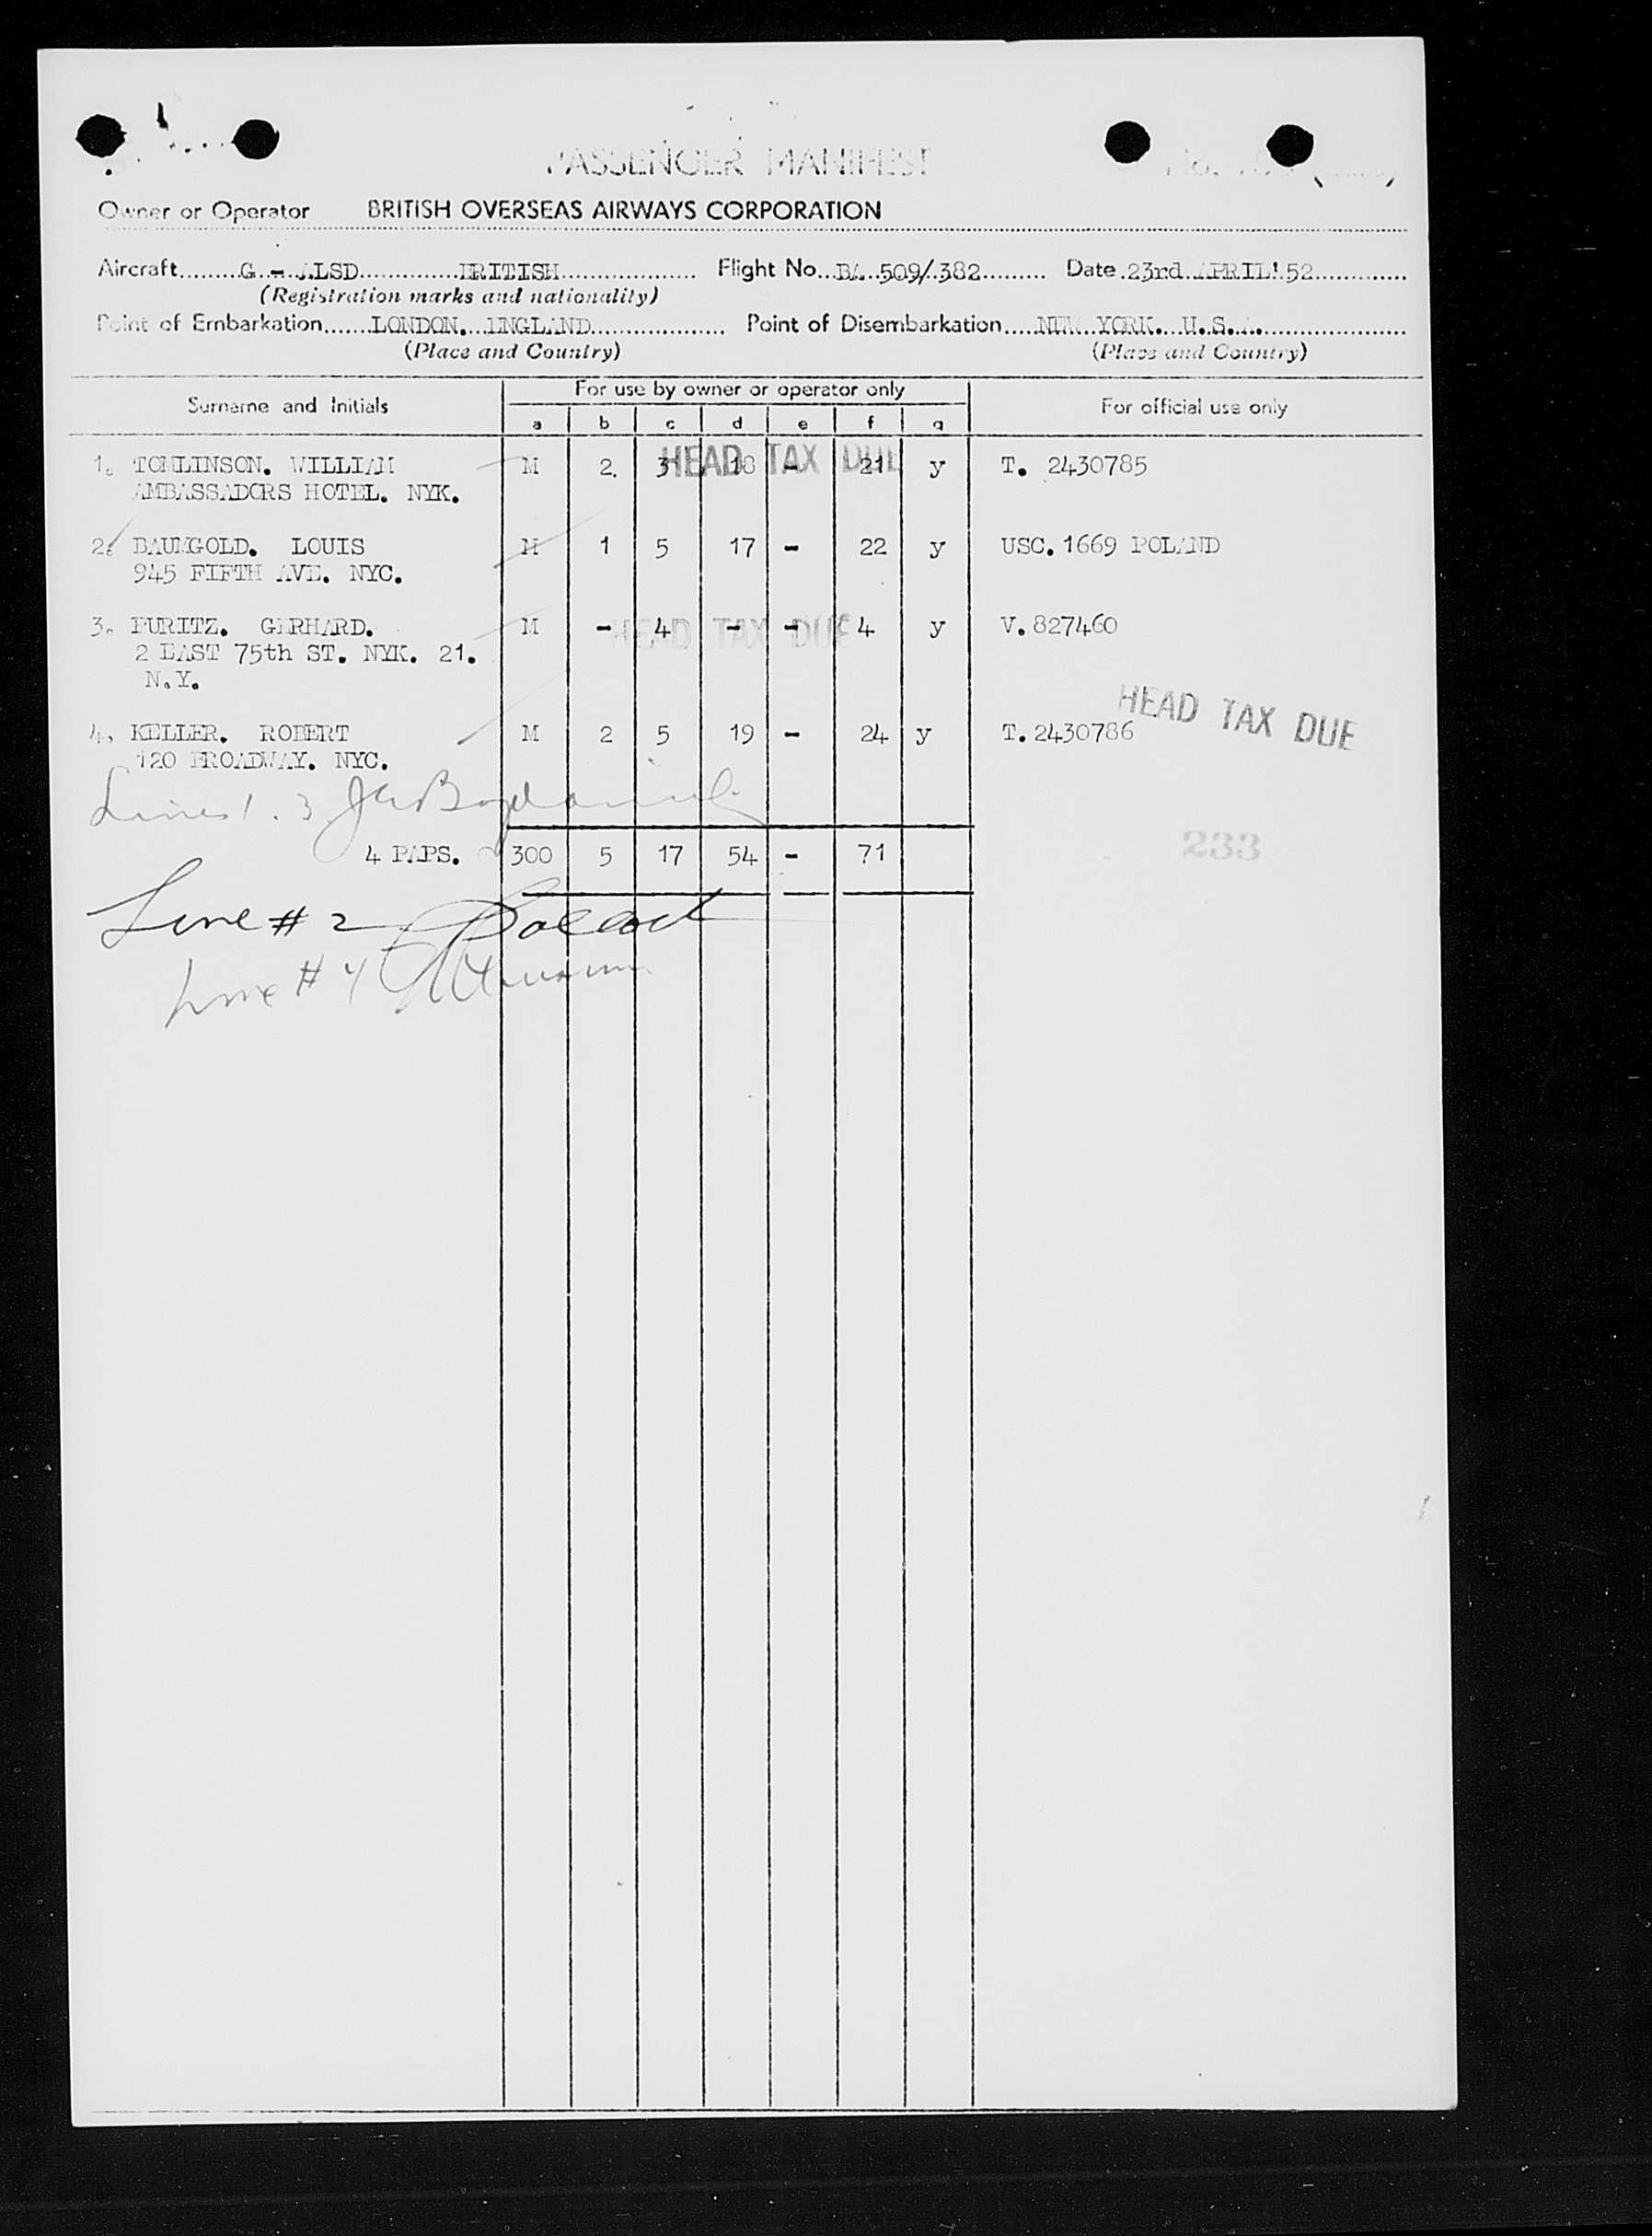 PASSENGER MANIFEST
Owner or Operator BRITISH OVERSEAS AIRWAYS CORPORATION
Aircraft G - ALSD BRITISH Flight No. BA 509/382 Date 23rd APRIL'52
(Registration marks and nationality)
Point of Embarkation LONDON. ENGLAND Point of Disembarkation NEW YORK. U.S.A.
(Place and Country) (Place and Country)
Surname and Initials For use by owner or operator only For official use only
a b c d e f g
1. TOMLINSON. WILLIAM M 2. 3 18 - 21 y T. 2430785
HEAD TAX DUE
AMBASSADORS HOTEL. NYK.
2. BAUMGOLD. LOUIS M 1 5 17 - 22 y USC. 1669 POLAND
945 FIFTH AVE. NYC.
3. PURITZ. GERHARD. M - 4 - - 4 y V. 827460
HEAD TAX DUE
2 EAST 75th ST. NYK. 21.
N.Y.
HEAD TAX DUE
4. KELLER. ROBERT M 2 5 19 - 24 y T. 2430786
120 BROADWAY. NYC.
Lines 1. 3.
4 PAPS. 300 5 17 54 - 71
233
Line # 2
Line # 4